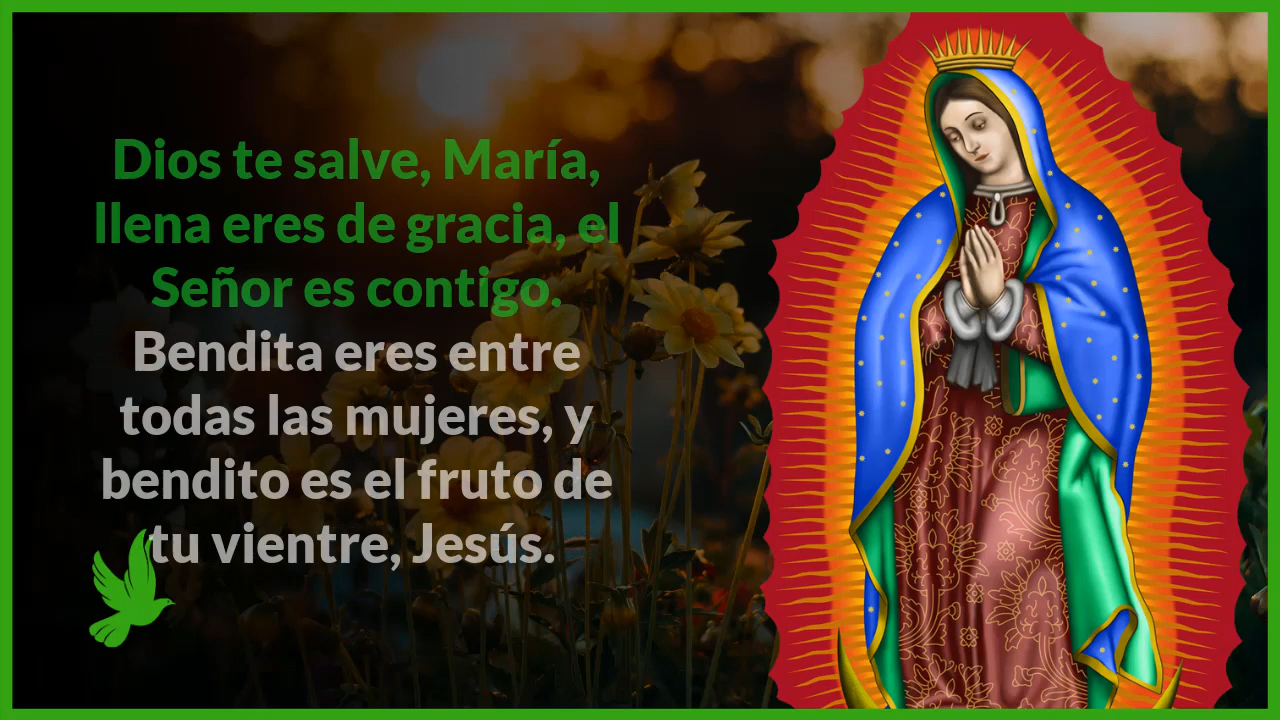 Dios te salve, María,
llena eres de gracia, el
Señor es contigo.
Bendita eres entre
todas las mujeres, y
bendito es el fruto de
tu vientre, Jesús.